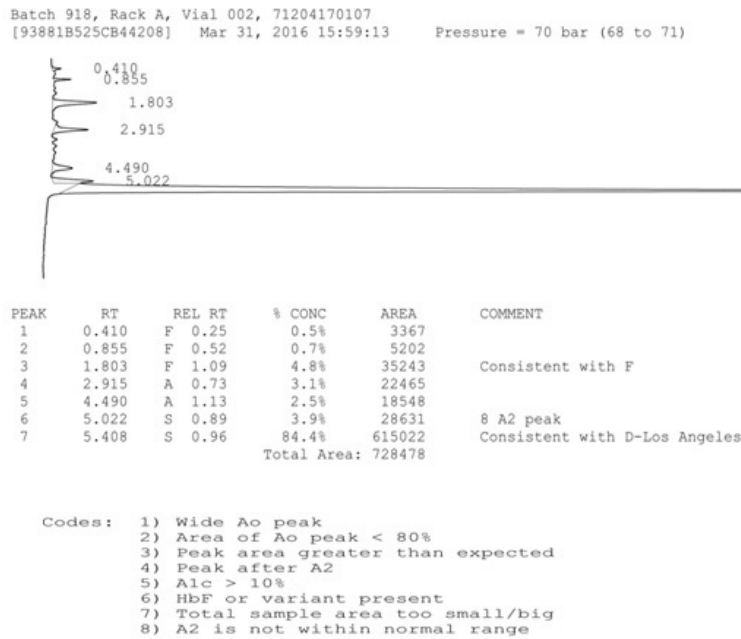 Batch 918, Rack A, Vial 002, 71204170107
[93881B525CB44208] Mar 31, 2016 15:59:13 Pressure = 70 bar (68 to 71)
0.410
0.855
1.803
2.915
4.490
5.022
PEAK RT REL RT % CONC AREA COMMENT
1 0.410 F 0.25 0.5% 3367
2 0.855 F 0.52 0.7% 5202
3 1.803 F 1.09 4.8% 35243 Consistent with F
4 2.915 A 0.73 3.1% 22465
5 4.490 A 1.13 2.5% 18548
6 5.022 S 0.89 3.9% 28631 8 A2 peak
7 5.408 S 0.96 84.4% 615022 Consistent with D-Los Angeles
Total Area: 728478
Codes: 1) Wide Ao peak
2) Area of Ao peak < 80%
3) Peak area greater than expected
4) Peak after A2
5) A1c > 10%
6) HbF or variant present
7) Total sample area too small/big
8) A2 is not within normal range